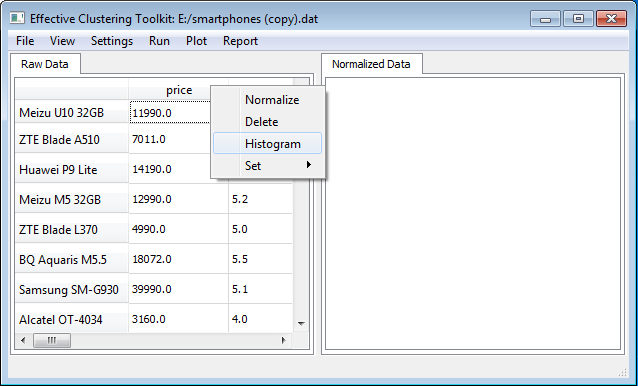 Effective Clustering Toolkit: E:/smartphones (copy).dat
File View Settings Run Plot Report
Raw Data Normalized Data
price
Normalize
Meizu U10 32GB 11990.0
Delete
ZTE Blade A510 7011.0
Histogram
Huawei P9 Lite 14190.0
Set
Meizu M5 32GB 12990.0 5.2
ZTE Blade L370 4990.0 5.0
BQ Aquaris M5.5 18072.0 5.5
Samsung SM-G930 39990.0 5.1
Alcatel OT-4034 3160.0 4.0